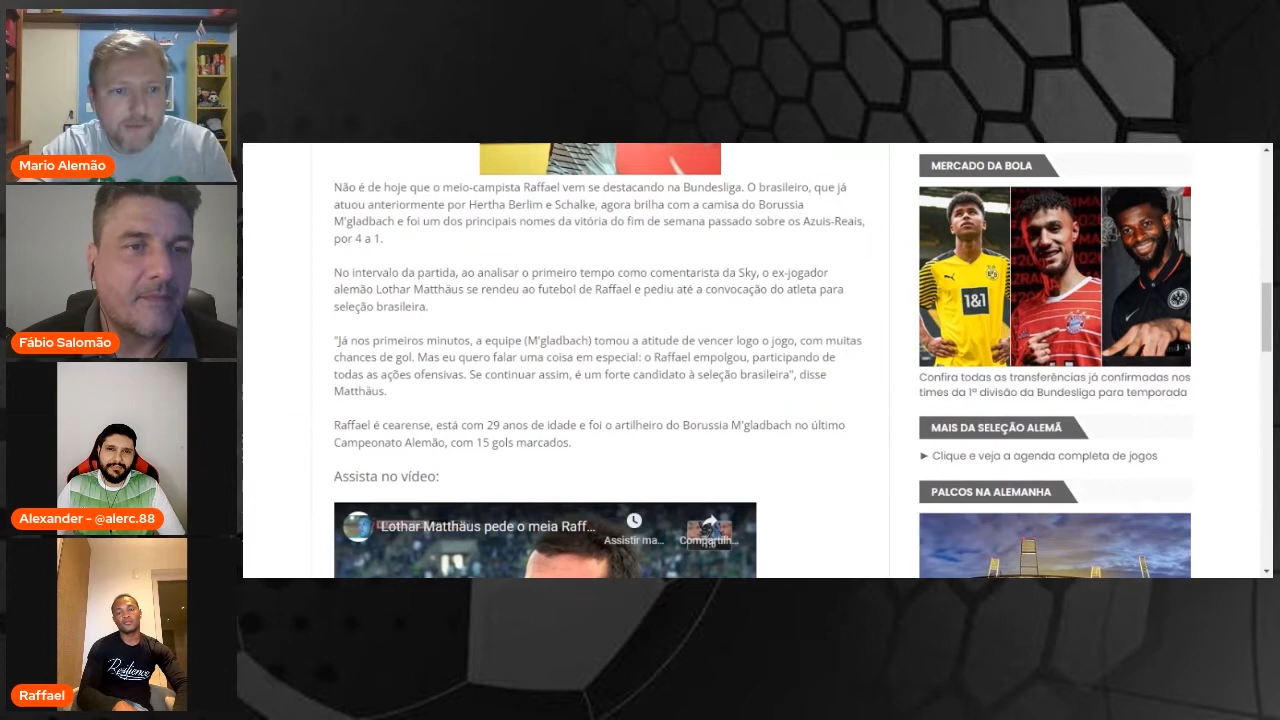 Mario Alemão
Fábio Salomão
Alexander - @alerc.88
Resilience
Raffael
Não é de hoje que o meio-campista Raffael vem se destacando na Bundesliga. O brasileiro, que já
atuou anteriormente por Hertha Berlim e Schalke, agora brilha com a camisa do Borussia
M'gladbach e foi um dos principais nomes da vitória do fim de semana passado sobre os Azuis-Reais,
por 4 a 1.
No intervalo da partida, ao analisar o primeiro tempo como comentarista da Sky, o ex-jogador
alemão Lothar Matthäus se rendeu ao futebol de Raffael e pediu até a convocação do atleta para
seleção brasileira.
"Já nos primeiros minutos, a equipe (M'gladbach) tomou a atitude de vencer logo o jogo, com muitas
chances de gol. Mas eu quero falar uma coisa em especial: o Raffael empolgou, participando de
todas as ações ofensivas. Se continuar assim, é um forte candidato à seleção brasileira", disse
Matthäus.
Raffael é cearense, está com 29 anos de idade e foi o artilheiro do Borussia M'gladbach no último
Campeonato Alemão, com 15 gols marcados.
Assista no vídeo:
Lothar Matthäus pede o meia Raff...
Assistir ma...
Compartilh...
MERCADO DA BOLA
1&1
Confira todas as transferências já confirmadas nos
times da 1ª divisão da Bundesliga para temporada
MAIS DA SELEÇÃO ALEMÃ
► Clique e veja a agenda completa de jogos
PALCOS NA ALEMANHA